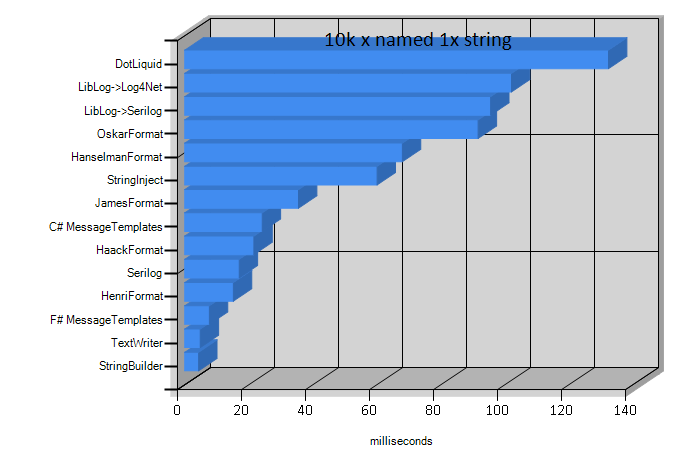 10k x named 1x string
DotLiquid
LibLog->Log4Net
LibLog->Serilog
OskarFormat
HanselmanFormat
StringInject
JamesFormat
C# MessageTemplates
HaackFormat
Serilog
HenriFormat
F# MessageTemplates
TextWriter
StringBuilder
0 20 40 60 80 100 120 140
milliseconds